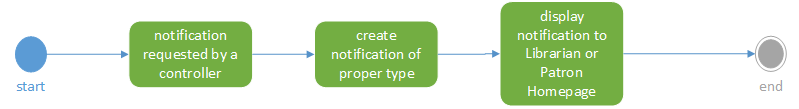 start
notification
requested by a
controller
create
notification of
proper type
display
notification to
Librarian or
Patron
Homepage
end